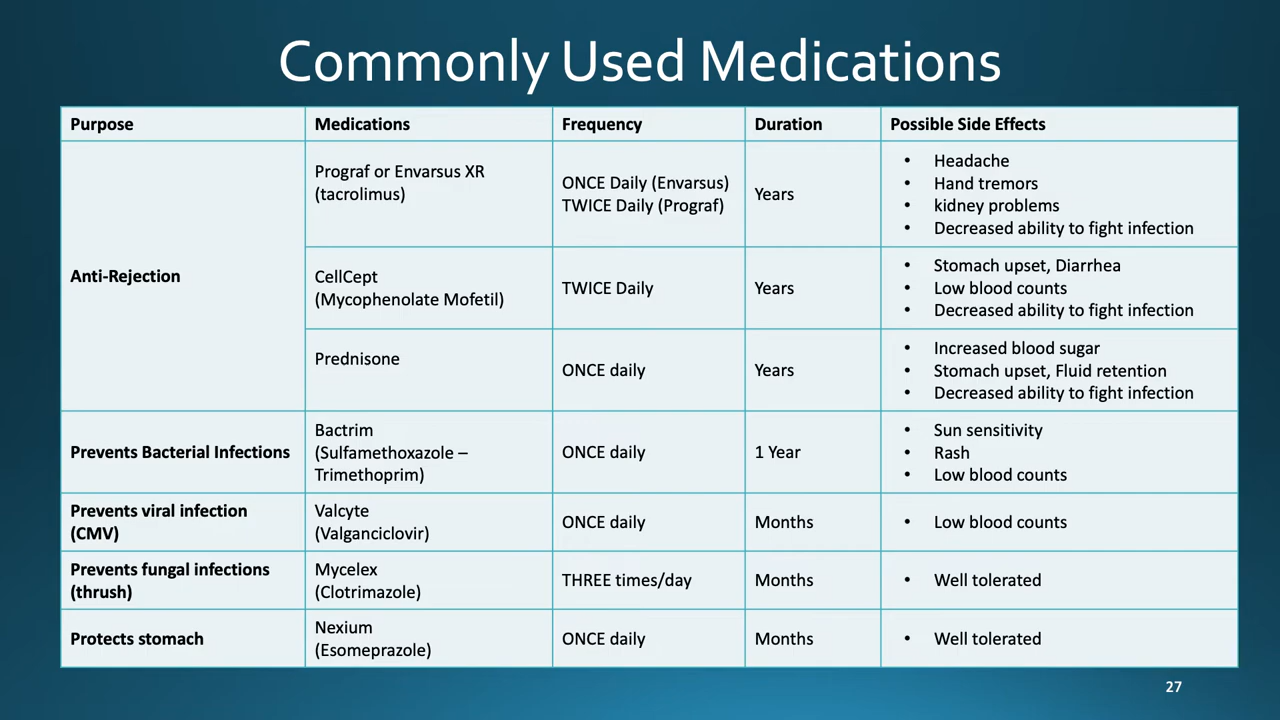 Commonly Used Medications
Purpose
Medications
Frequency
Duration
Possible Side Effects
Anti-Rejection
Prograf or Envarsus XR
(tacrolimus)
ONCE Daily (Envarsus)
TWICE Daily (Prograf)
Years
• Headache
• Hand tremors
• kidney problems
• Decreased ability to fight infection
CellCept
(Mycophenolate Mofetil)
TWICE Daily
Years
• Stomach upset, Diarrhea
• Low blood counts
• Decreased ability to fight infection
Prednisone
ONCE daily
Years
• Increased blood sugar
• Stomach upset, Fluid retention
• Decreased ability to fight infection
Prevents Bacterial Infections
Bactrim
(Sulfamethoxazole –
Trimethoprim)
ONCE daily
1 Year
• Sun sensitivity
• Rash
• Low blood counts
Prevents viral infection
(CMV)
Valcyte
(Valganciclovir)
ONCE daily
Months
• Low blood counts
Prevents fungal infections
(thrush)
Mycelex
(Clotrimazole)
THREE times/day
Months
• Well tolerated
Protects stomach
Nexium
(Esomeprazole)
ONCE daily
Months
• Well tolerated
27